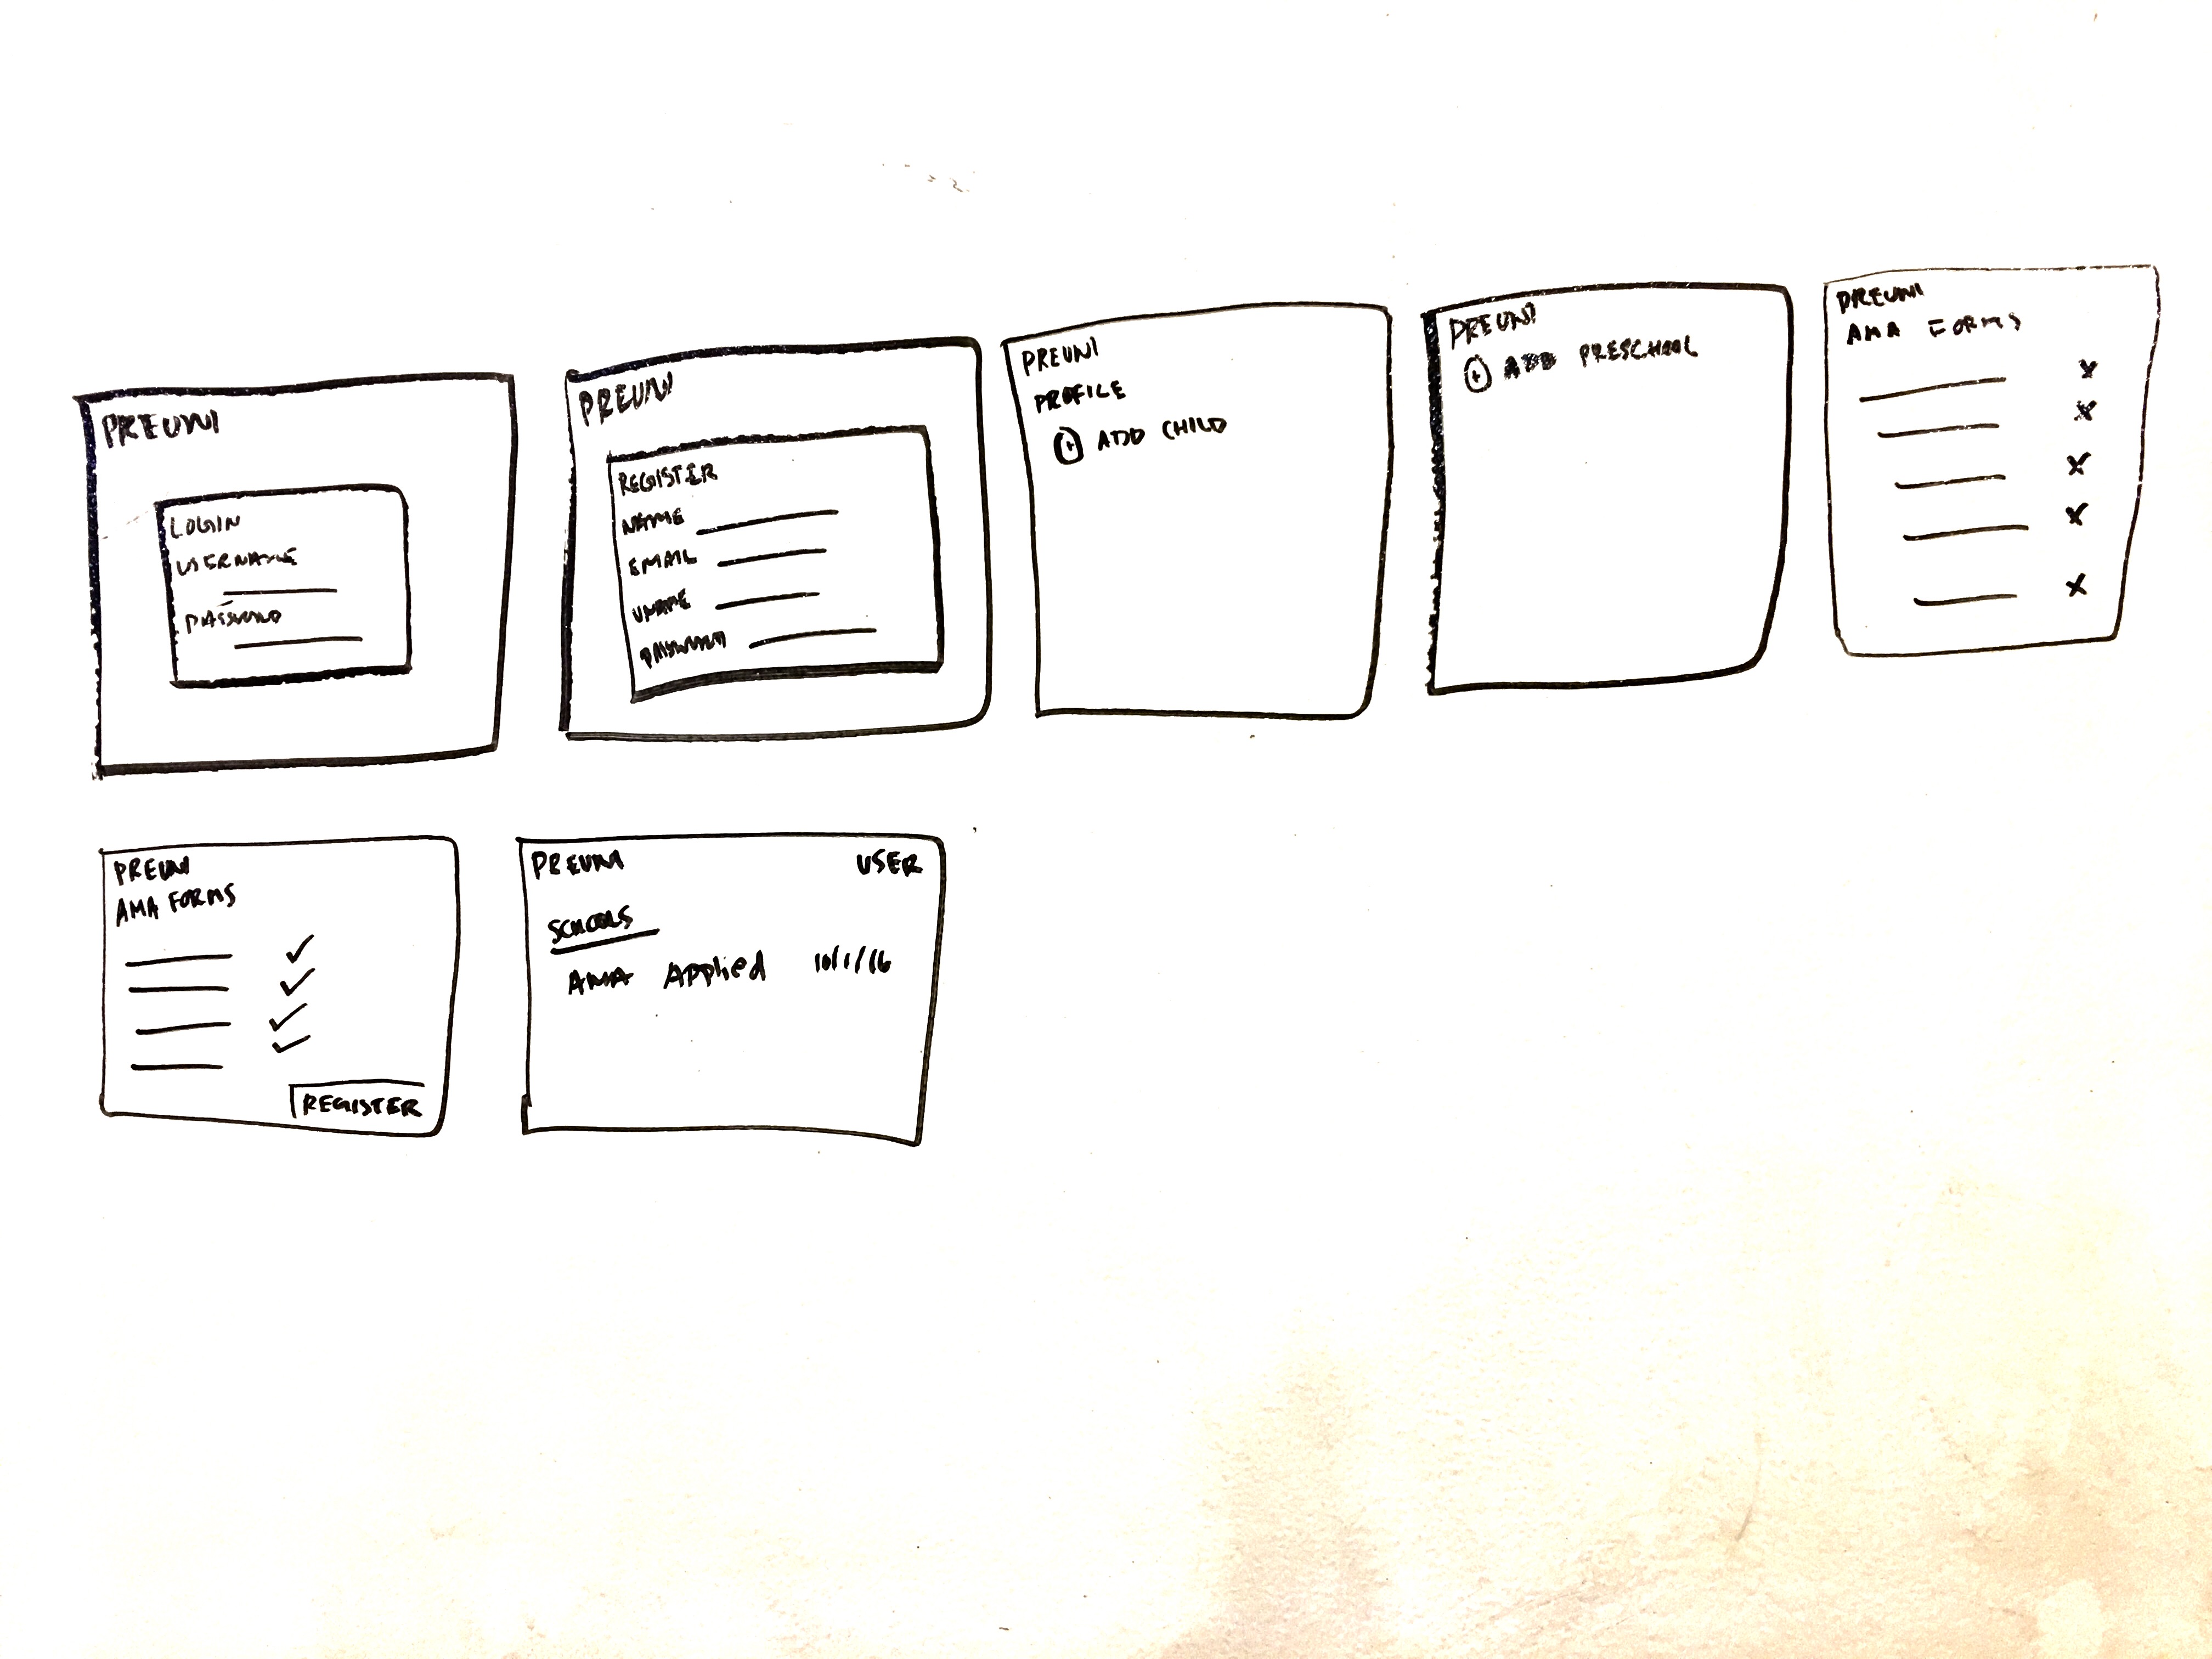 PREUNI
LOGIN
USERNAME
PASSWORD
PREUNI
REGISTER
NAME
EMAIL
UNAME
PASSWORD
PREUNI
PROFILE
+ ADD CHILD
PREUNI
+ ADD PRESCHOOL
PREUNI
AMA FORMS
X
X
X
X
X
PREUNI
AMA FORMS
✓
✓
✓
✓
REGISTER
PREUNI USER
SCHOOLS
AMA Applied 10/1/16